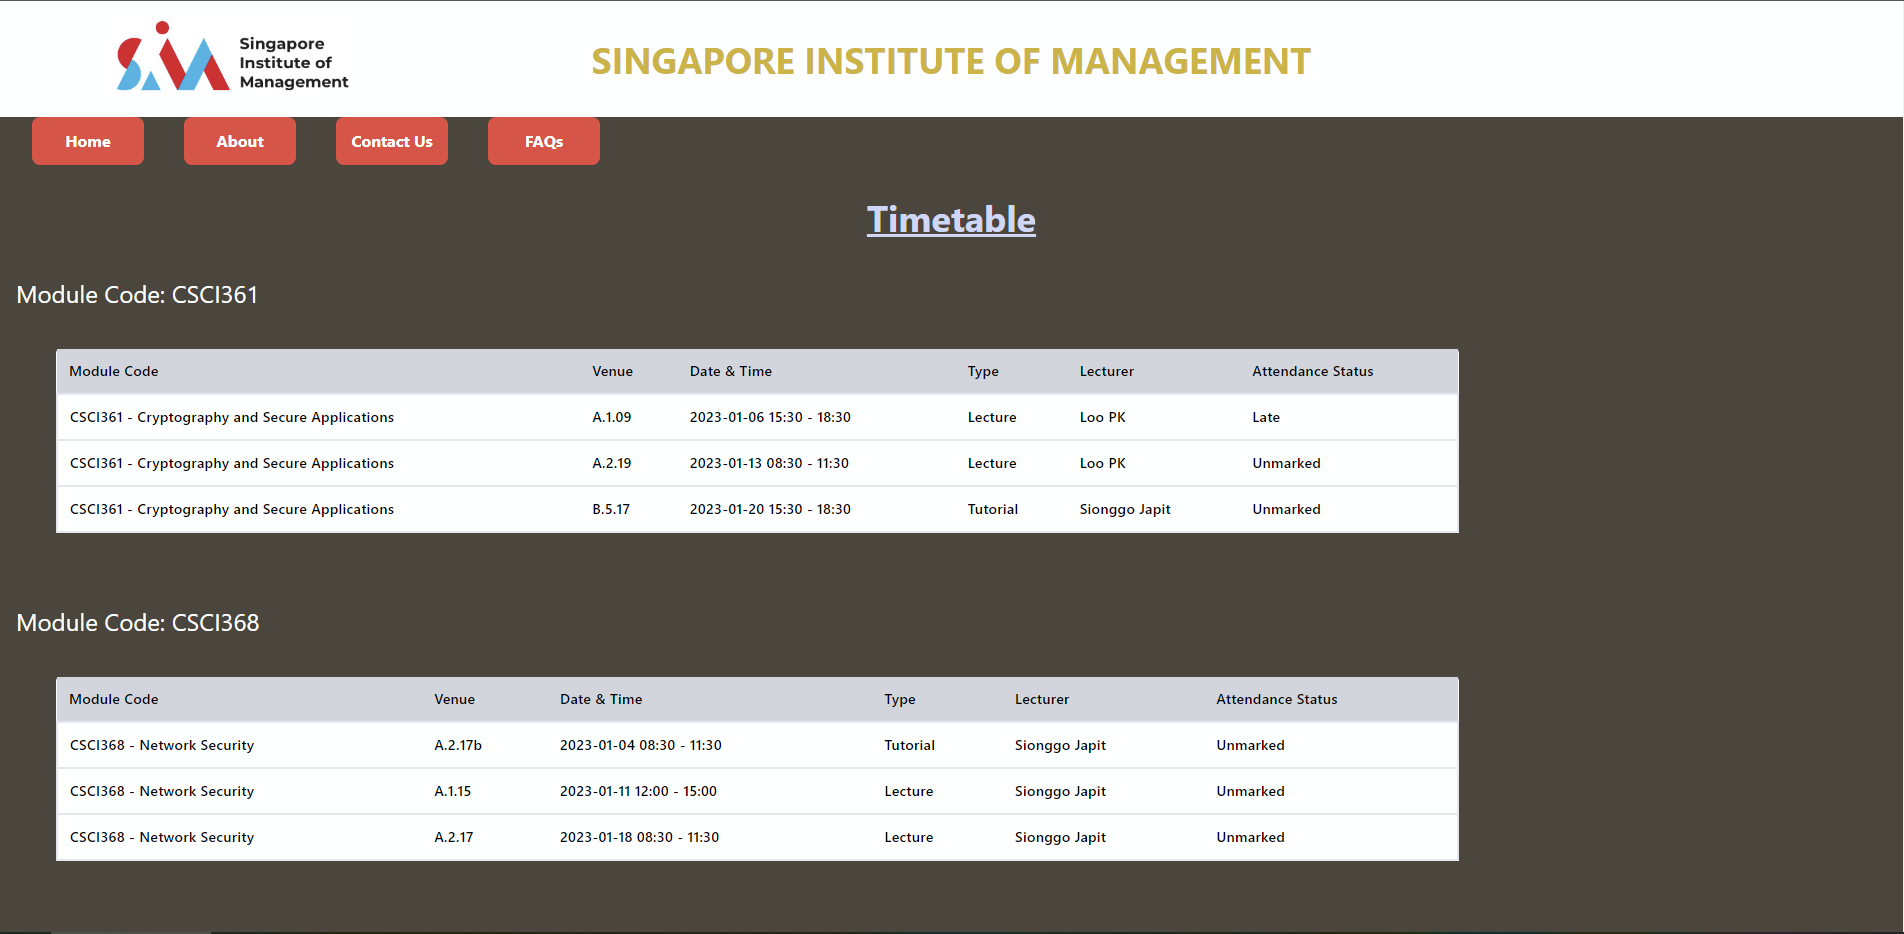 Singapore
Institute of
Management
SINGAPORE INSTITUTE OF MANAGEMENT
Home About Contact Us FAQs
Timetable
Module Code: CSCI361
Module Code Venue Date & Time Type Lecturer Attendance Status
CSCI361 - Cryptography and Secure Applications A.1.09 2023-01-06 15:30 - 18:30 Lecture Loo PK Late
CSCI361 - Cryptography and Secure Applications A.2.19 2023-01-13 08:30 - 11:30 Lecture Loo PK Unmarked
CSCI361 - Cryptography and Secure Applications B.5.17 2023-01-20 15:30 - 18:30 Tutorial Sionggo Japit Unmarked
Module Code: CSCI368
Module Code Venue Date & Time Type Lecturer Attendance Status
CSCI368 - Network Security A.2.17b 2023-01-04 08:30 - 11:30 Tutorial Sionggo Japit Unmarked
CSCI368 - Network Security A.1.15 2023-01-11 12:00 - 15:00 Lecture Sionggo Japit Unmarked
CSCI368 - Network Security A.2.17 2023-01-18 08:30 - 11:30 Lecture Sionggo Japit Unmarked